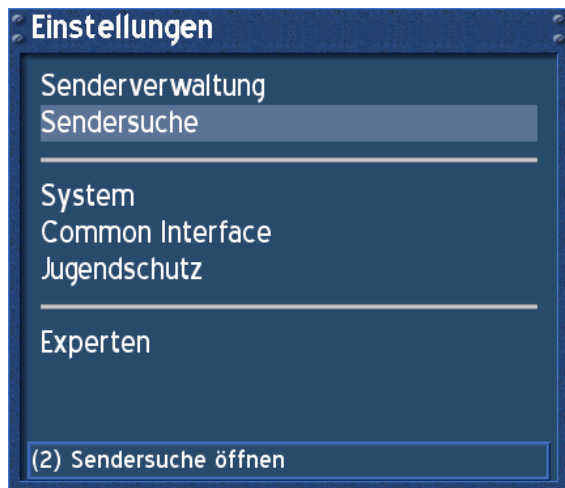 Einstellungen
Senderverwaltung
Sendersuche
System
Common Interface
Jugendschutz
Experten
(2) Sendersuche öffnen